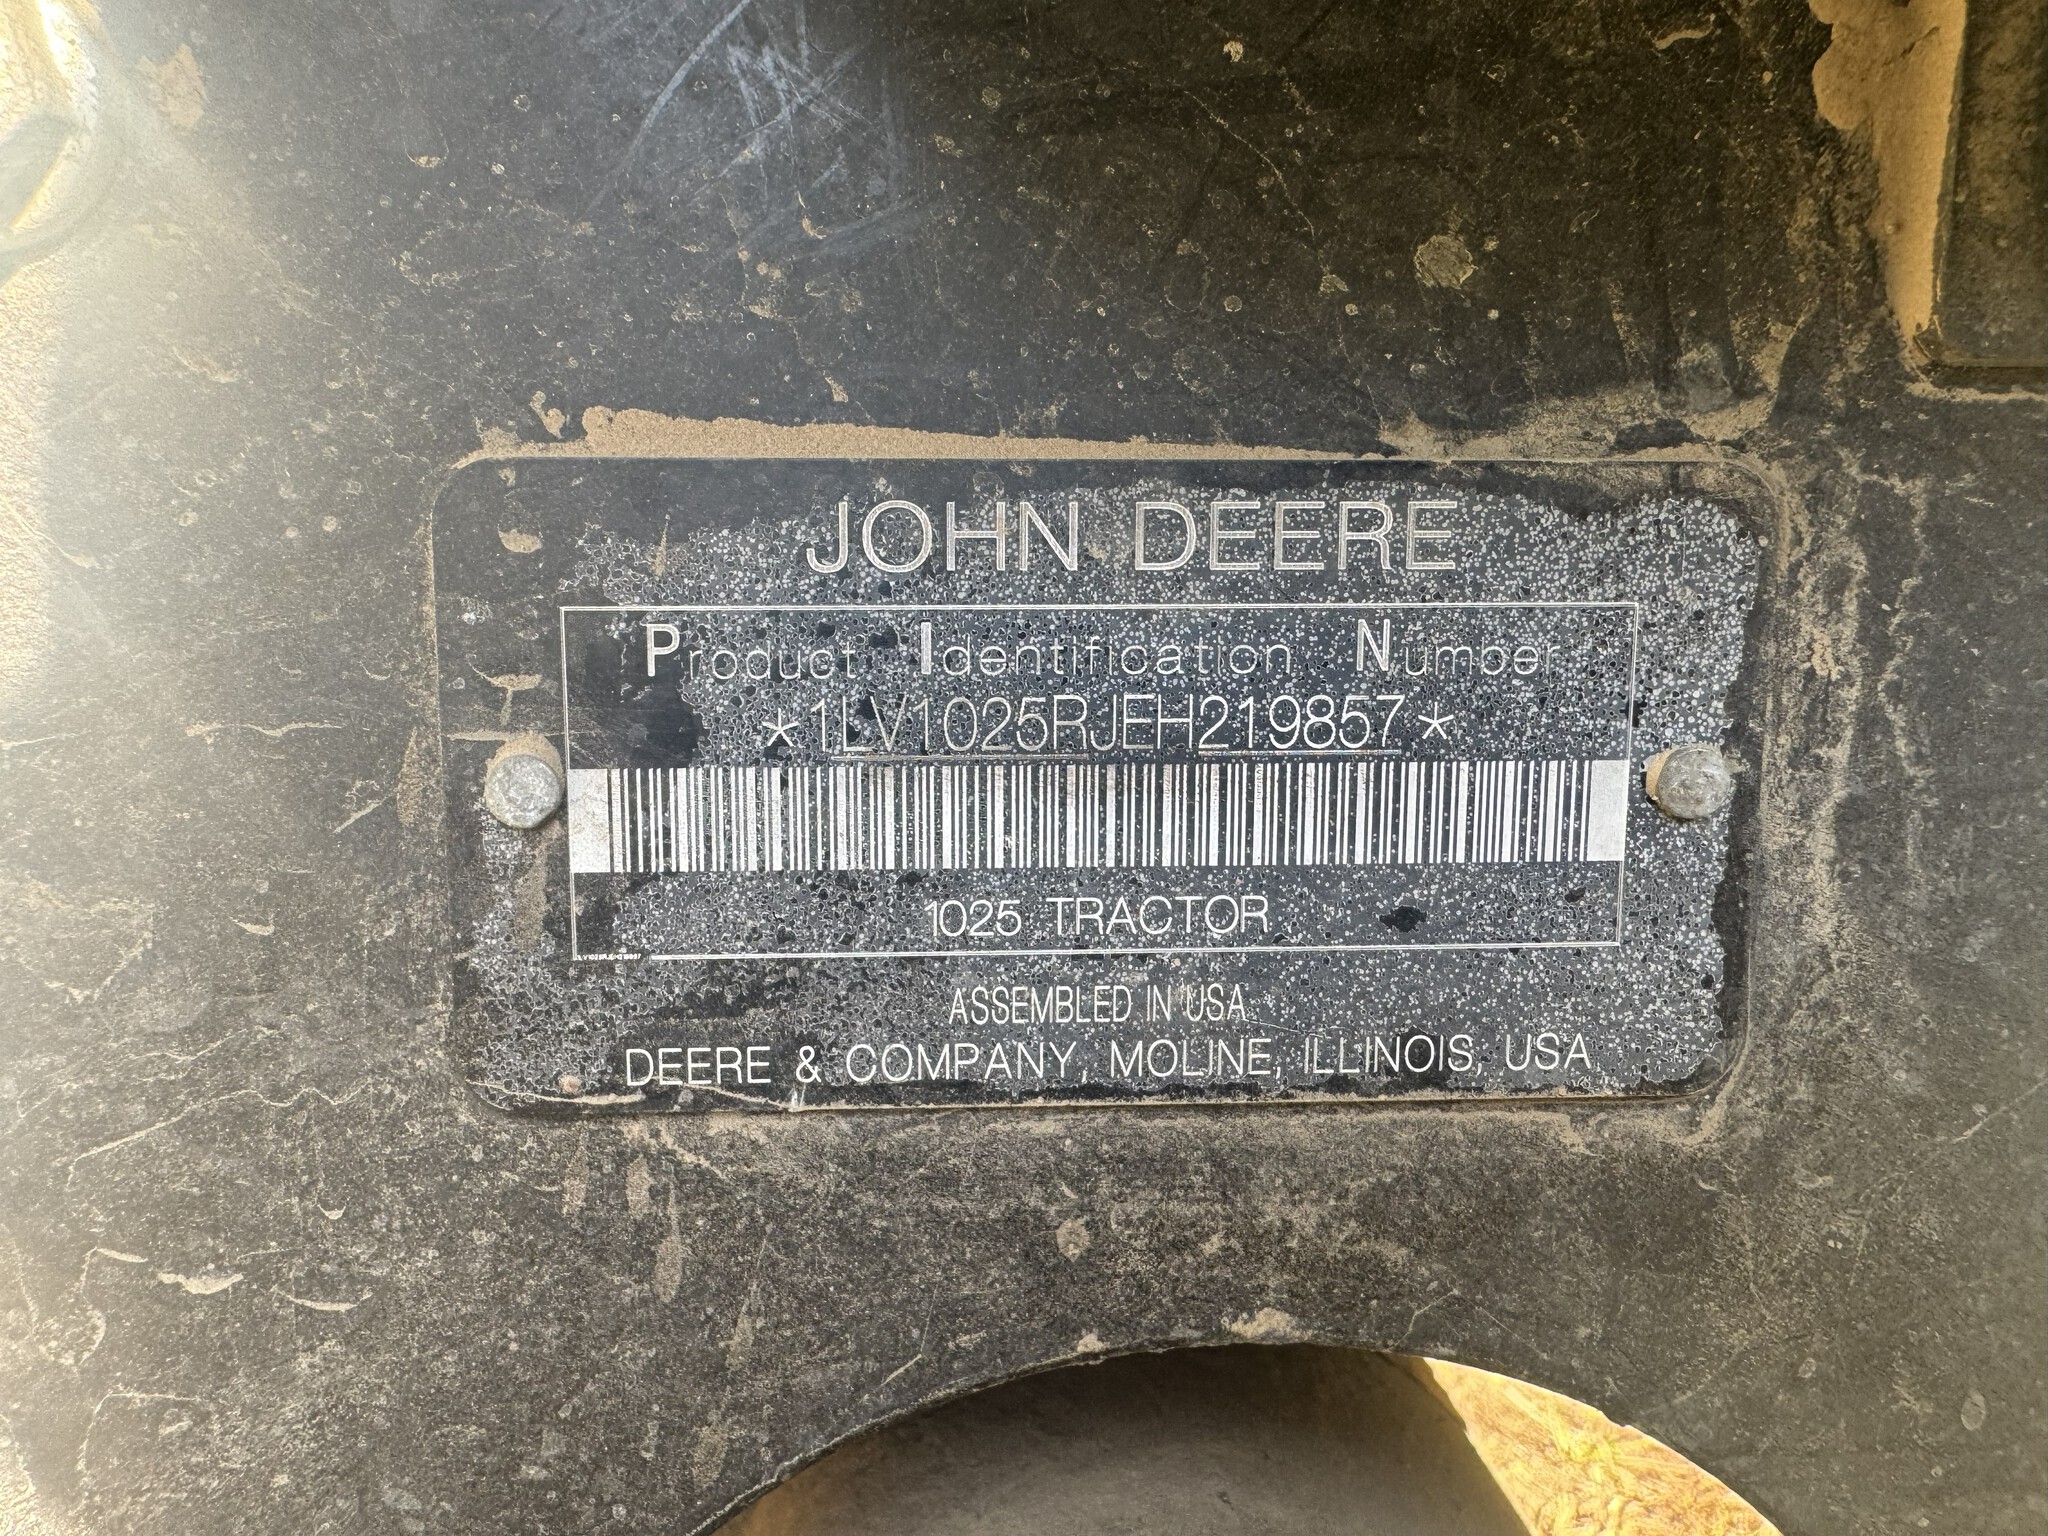 JOHN DEERE
Product Identification Number
*1LV1025RJEH219857*
1025 TRACTOR
ASSEMBLED IN USA
DEERE & COMPANY, MOLINE, ILLINOIS, USA